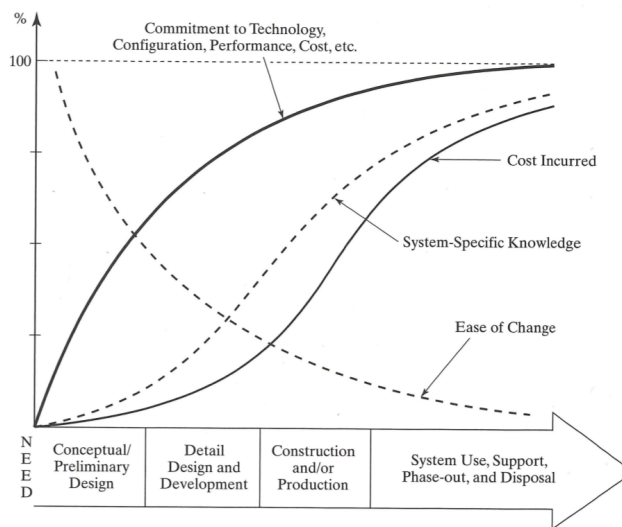 %
Commitment to Technology,
Configuration, Performance, Cost, etc.
100
Cost Incurred
System-Specific Knowledge
Ease of Change
NEED
Conceptual/
Preliminary
Design
Detail
Design and
Development
Construction
and/or
Production
System Use, Support,
Phase-out, and Disposal